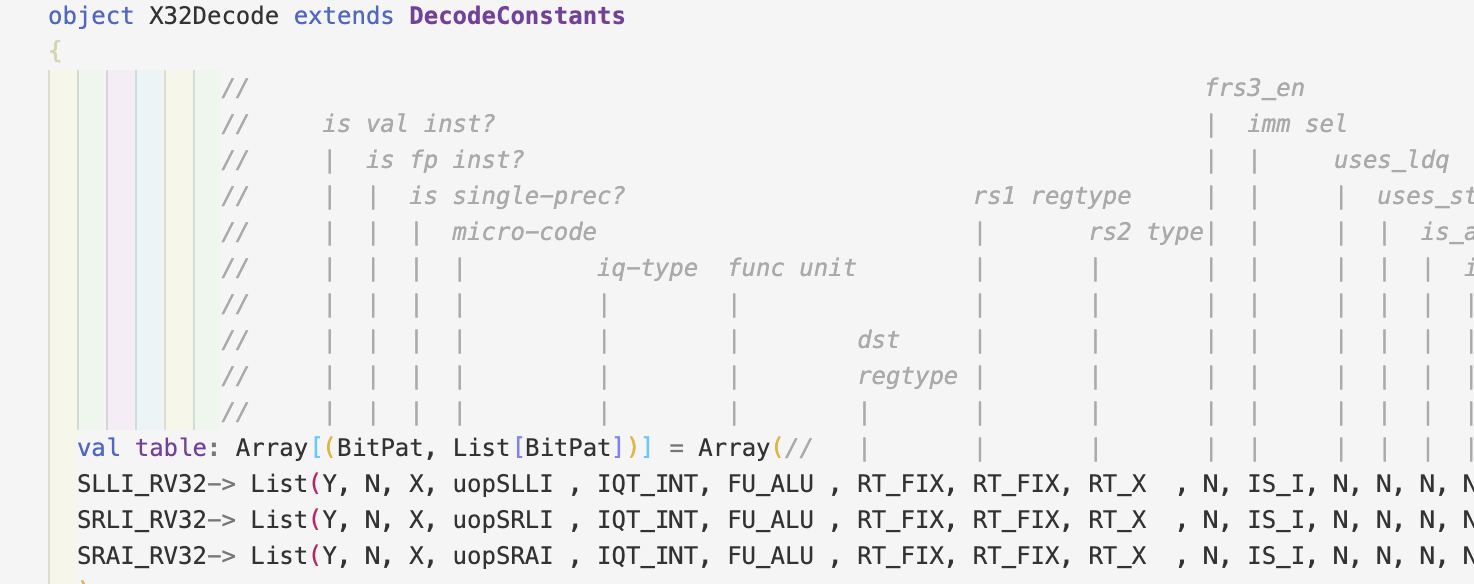 object X32Decode extends DecodeConstants
{
// frs3_en
// is val inst? | imm sel
// | is fp inst? | | uses_ldq
// | | is single-prec? rs1 regtype | | | uses_st
// | | | micro-code | rs2 type| | | | is_a
// | | | | iq-type func unit | | | | | | | i
// | | | | | | | | | | | | | |
// | | | | | | dst | | | | | | | |
// | | | | | | regtype | | | | | | | |
// | | | | | | | | | | | | | | |
val table: Array[(BitPat, List[BitPat])] = Array(// | | | | | | | | |
SLLI_RV32-> List(Y, N, X, uopSLLI , IQT_INT, FU_ALU , RT_FIX, RT_FIX, RT_X , N, IS_I, N, N, N, N
SRLI_RV32-> List(Y, N, X, uopSRLI , IQT_INT, FU_ALU , RT_FIX, RT_FIX, RT_X , N, IS_I, N, N, N, N
SRAI_RV32-> List(Y, N, X, uopSRAI , IQT_INT, FU_ALU , RT_FIX, RT_FIX, RT_X , N, IS_I, N, N, N, N